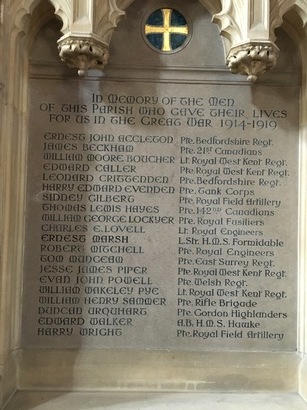 In Memory of the Men
of this Parish who gave their lives
for us in the Great War 1914-1919
Ernest John Accleton Pte. Bedfordshire Regt.
James Beckham Pte. 21st Canadians
William Moore Boucher Lt. Royal West Kent Regt.
Edward Caller Pte. Royal West Kent Regt.
Leonard Crittenden Pte. Bedfordshire Regt.
Harry Edward Evenden Pte. Tank Corps
Sidney Gilbert Pte. Royal Field Artillery
Thomas Lewis Hayes Pte. 142nd Canadians
William George Lockyer Pte. Royal Fusiliers
Charles E. Lovell Lt. Royal Engineers
Ernest Marsh L.Str. H.M.S. Formidable
Robert Mitchell Pte. Royal Engineers
Tom Mungeam Pte. East Surrey Regt.
Jesse James Piper Pte. Royal West Kent Regt.
Evan John Powell Pte. Welsh Regt.
William Wakeley Pye Lt. Royal West Kent Regt.
William Henry Sammer Pte. Rifle Brigade
Duncan Urquhart Pte. Gordon Highlanders
Edward Walker A.B. H.M.S. Hawke
Harry Wright Pte. Royal Field Artillery